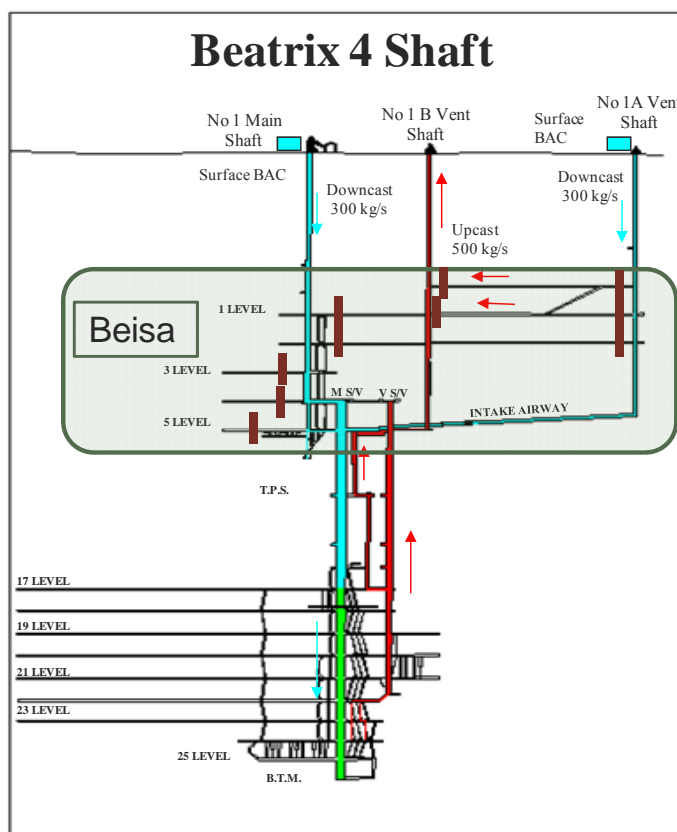 Beatrix 4 Shaft
No 1 Main
Shaft
No 1 B Vent
Shaft
Surface
BAC
No 1A Vent
Shaft
Surface BAC
Downcast
300 kg/s
Upcast
500 kg/s
Downcast
300 kg/s
1 LEVEL
Beisa
3 LEVEL
M S/V
V S/V
5 LEVEL
INTAKE AIRWAY
T.P.S.
17 LEVEL
19 LEVEL
21 LEVEL
23 LEVEL
25 LEVEL
B.T.M.